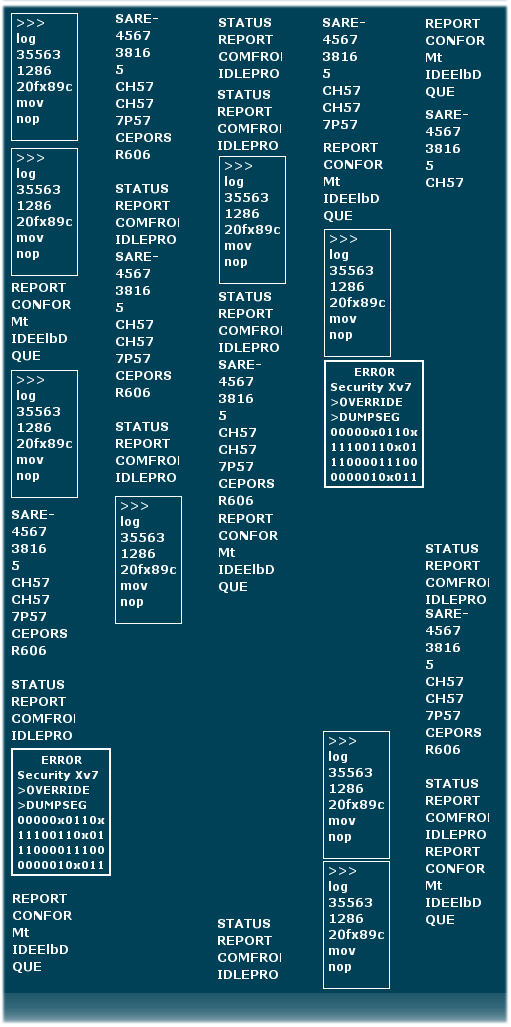 >>>
log
35563
1286
20fx89c
mov
nop
>>>
log
35563
1286
20fx89c
mov
nop
REPORT
CONFOR
Mt
IDEElbD
QUE
>>>
log
35563
1286
20fx89c
mov
nop
SARE-
4567
3816
5
CH57
CH57
7P57
CEPORS
R606
STATUS
REPORT
COMFROI
IDLEPRO
ERROR
Security Xv7
>OVERRIDE
>DUMPSEG
00000x0110x
11100110x01
11000011100
0000010x011
REPORT
CONFOR
Mt
IDEElbD
QUE
SARE-
4567
3816
5
CH57
CH57
7P57
CEPORS
R606
STATUS
REPORT
COMFROI
IDLEPRO
SARE-
4567
3816
5
CH57
CH57
7P57
CEPORS
R606
STATUS
REPORT
COMFROI
IDLEPRO
>>>
log
35563
1286
20fx89c
mov
nop
STATUS
REPORT
COMFROI
IDLEPRO
STATUS
REPORT
COMFROI
IDLEPRO
>>>
log
35563
1286
20fx89c
mov
nop
STATUS
REPORT
COMFROI
IDLEPRO
SARE-
4567
3816
5
CH57
CH57
7P57
CEPORS
R606
REPORT
CONFOR
Mt
IDEElbD
QUE
STATUS
REPORT
COMFROI
IDLEPRO
SARE-
4567
3816
5
CH57
CH57
7P57
REPORT
CONFOR
Mt
IDEElbD
QUE
>>>
log
35563
1286
20fx89c
mov
nop
ERROR
Security Xv7
>OVERRIDE
>DUMPSEG
00000x0110x
11100110x01
11000011100
0000010x011
>>>
log
35563
1286
20fx89c
mov
nop
>>>
log
35563
1286
20fx89c
mov
nop
REPORT
CONFOR
Mt
IDEElbD
QUE
SARE-
4567
3816
5
CH57
STATUS
REPORT
COMFROI
IDLEPRO
SARE-
4567
3816
5
CH57
CH57
7P57
CEPORS
R606
STATUS
REPORT
COMFROI
IDLEPRO
REPORT
CONFOR
Mt
IDEElbD
QUE